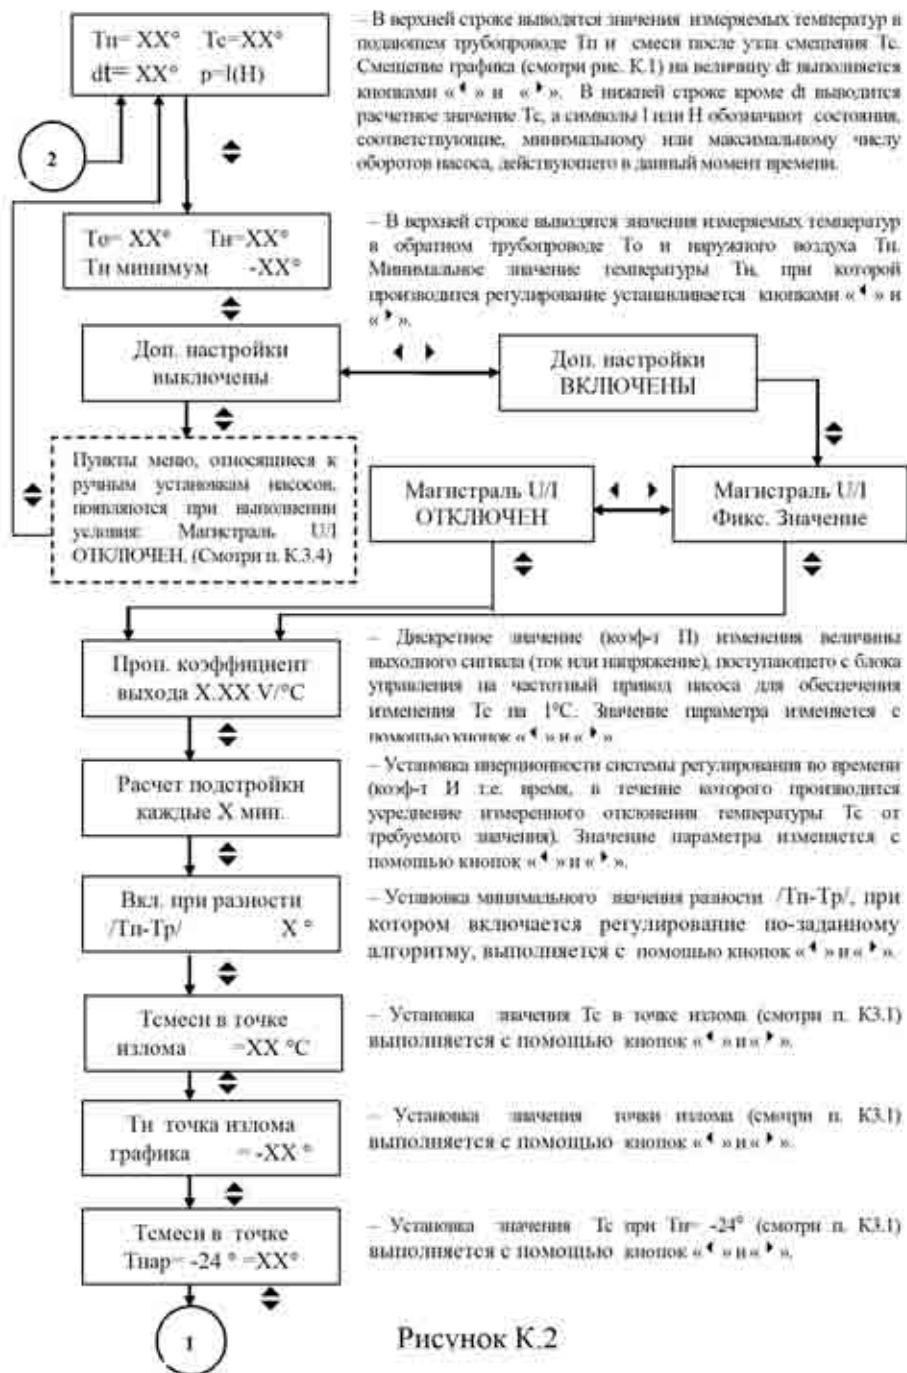 Тп= XX° Тс=XX°
dt= XX° p=l(H)
– В верхней строке выводятся значения измеряемых температур в
подающем трубопроводе Тп и смеси после узла смешения Тс.
Смещение графика (смотри рис. К.1) на величину dt выполняется
кнопками «◄» и «►». В нижней строке кроме dt выводится
расчетное значение Тс, а символы l или H обозначают состояния,
соответствующие, минимальному или максимальному числу
оборотов насоса, действующего в данный момент времени.
2
То= XX° Тн=XX°
Тн минимум -XX°
– В верхней строке выводятся значения измеряемых температур
в обратном трубопроводе То и наружного воздуха Тн.
Минимальное значение температуры Тн, при которой
производится регулирование устанавливается кнопками «◄» и
«►».
Доп. настройки
выключены
Доп. настройки
ВКЛЮЧЕНЫ
Пункты меню, относящиеся к
ручным установкам насосов,
появляются при выполнении
условия: Магистраль U/I
ОТКЛЮЧЕН. (Смотри п. К.3.4)
Магистраль U/I
ОТКЛЮЧЕН
Магистраль U/I
Фикс. Значение
Проп. коэффициент
выхода X.XX V/°C
– Дискретное значение (коэф-т П) изменения величины
выходного сигнала (ток или напряжение), поступающего с блока
управления на частотный привод насоса для обеспечения
изменения Тс на 1°С. Значение параметра изменяется с
помощью кнопок «◄» и «►»
Расчет подстройки
каждые X мин.
– Установка инерционности системы регулирования во времени
(коэф-т И т.е. время, в течение которого производится
усреднение измеренного отклонения температуры Тс от
требуемого значения). Значение параметра изменяется с
помощью кнопок «◄» и «►».
Вкл. при разности
/Тп-Тр/ X °
– Установка минимального значения разности /Тп-Тр/, при
котором включается регулирование по-заданному
алгоритму, выполняется с помощью кнопок «◄» и «►».
Тсмеси в точке
излома =XX °C
– Установка значения Тс в точке излома (смотри п. К3.1)
выполняется с помощью кнопок «◄» и «►».
Тн точка излома
графика = -XX °
– Установка значения точки излома (смотри п. К3.1)
выполняется с помощью кнопок «◄» и «►».
Тсмеси в точке
Тнар= -24 ° =XX°
– Установка значения Тс при Тн= -24° (смотри п. К3.1)
выполняется с помощью кнопок «◄» и «►».
1
Рисунок К.2